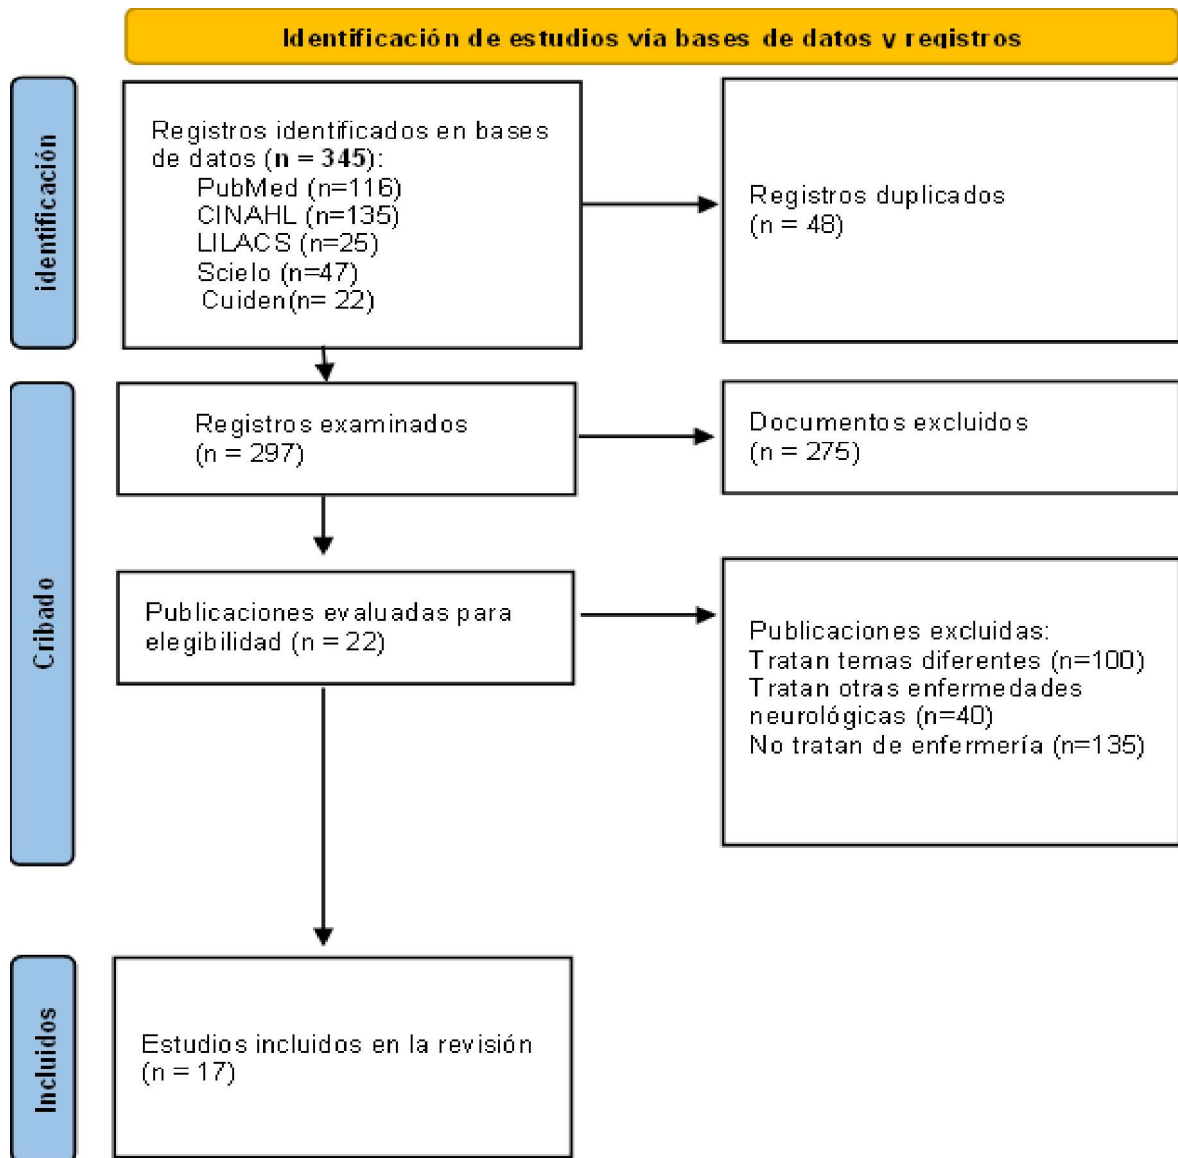 Identificación de estudios vía bases de datos y registros
identificación
Registros identificados en bases
de datos (n = 345):
PubMed (n=116)
CINAHL (n=135)
LILACS (n=25)
Scielo (n=47)
Cuiden(n= 22)
Registros duplicados
(n = 48)
Cribado
Registros examinados
(n = 297)
Documentos excluidos
(n = 275)
Publicaciones evaluadas para
elegibilidad (n = 22)
Publicaciones excluidas:
Tratan temas diferentes (n=100)
Tratan otras enfermedades
neurológicas (n=40)
No tratan de enfermería (n=135)
Incluidos
Estudios incluidos en la revisión
(n = 17)